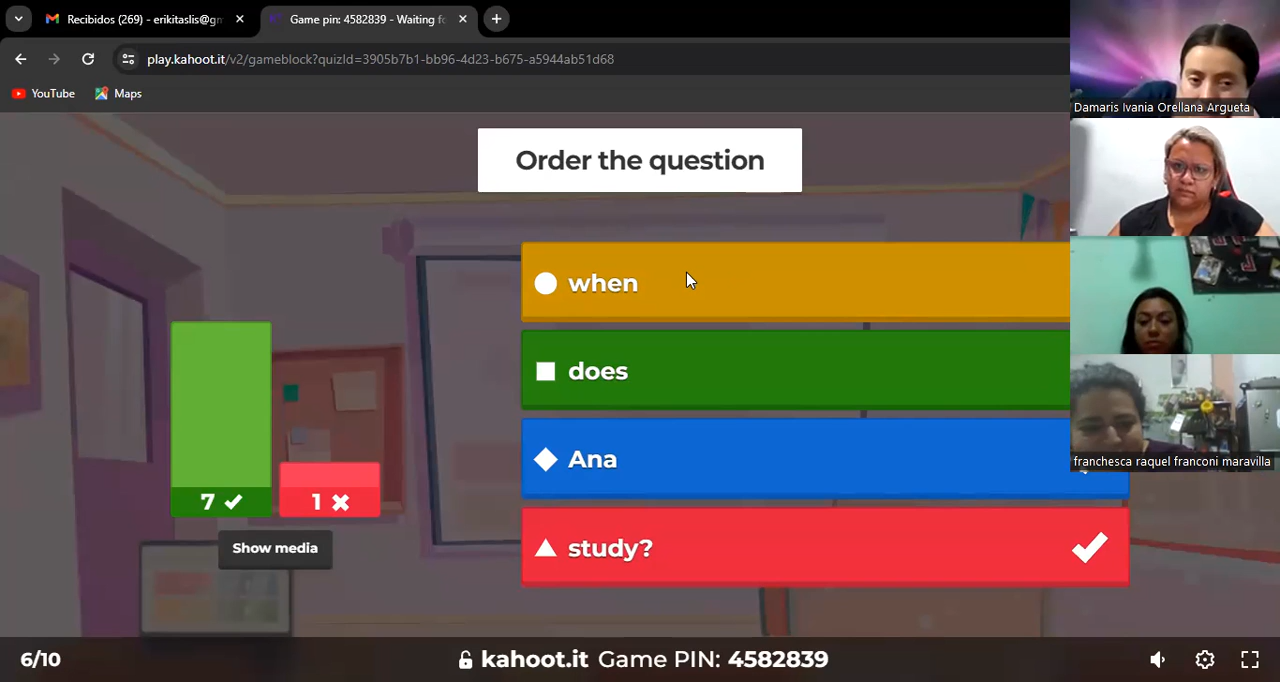 Recibidos (269) - erikitaslis@gm
Game pin: 4582839 - Waiting fo
play.kahoot.it/v2/gameblock?quizId=3905b7b1-bb96-4d23-b675-a5944ab51d68
YouTube
Maps
Damaris Ivania Orellana Argueta
Order the question
when
does
Ana
study?
7
1
Show media
franchesca raquel franconi maravilla
6/10
kahoot.it Game PIN: 4582839